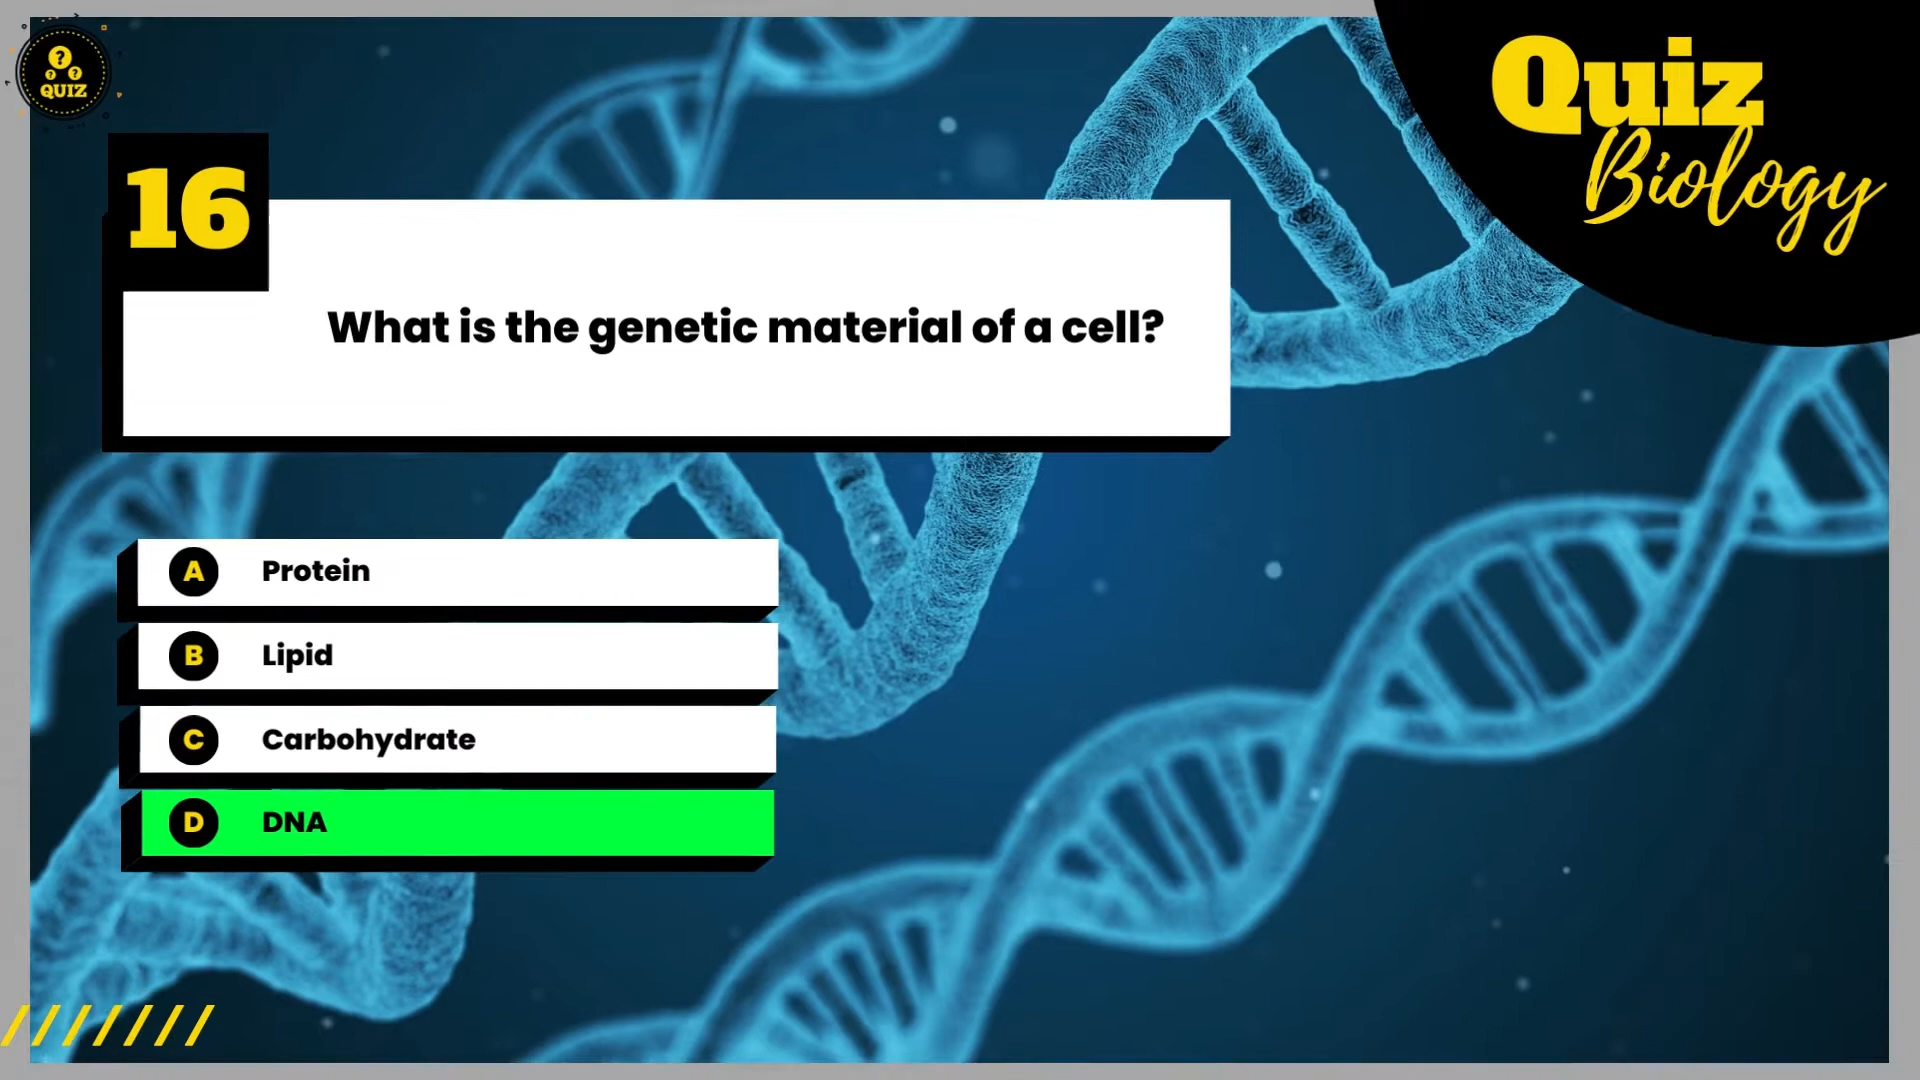 ? ? ?
QUIZ
Quiz
Biology
16
What is the genetic material of a cell?
A Protein
B Lipid
C Carbohydrate
D DNA